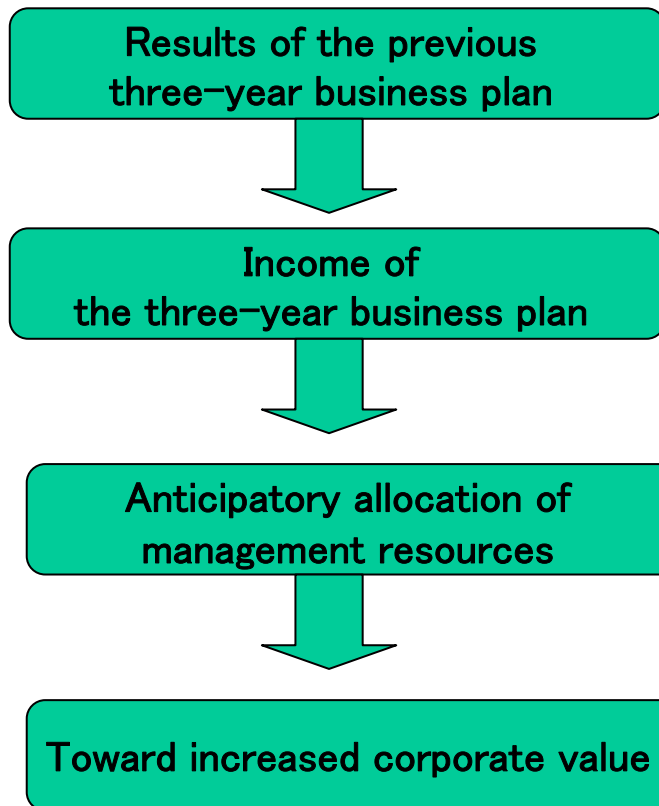 Results of the previous
three-year business plan
Income of
the three-year business plan
Anticipatory allocation of
management resources
Toward increased corporate value